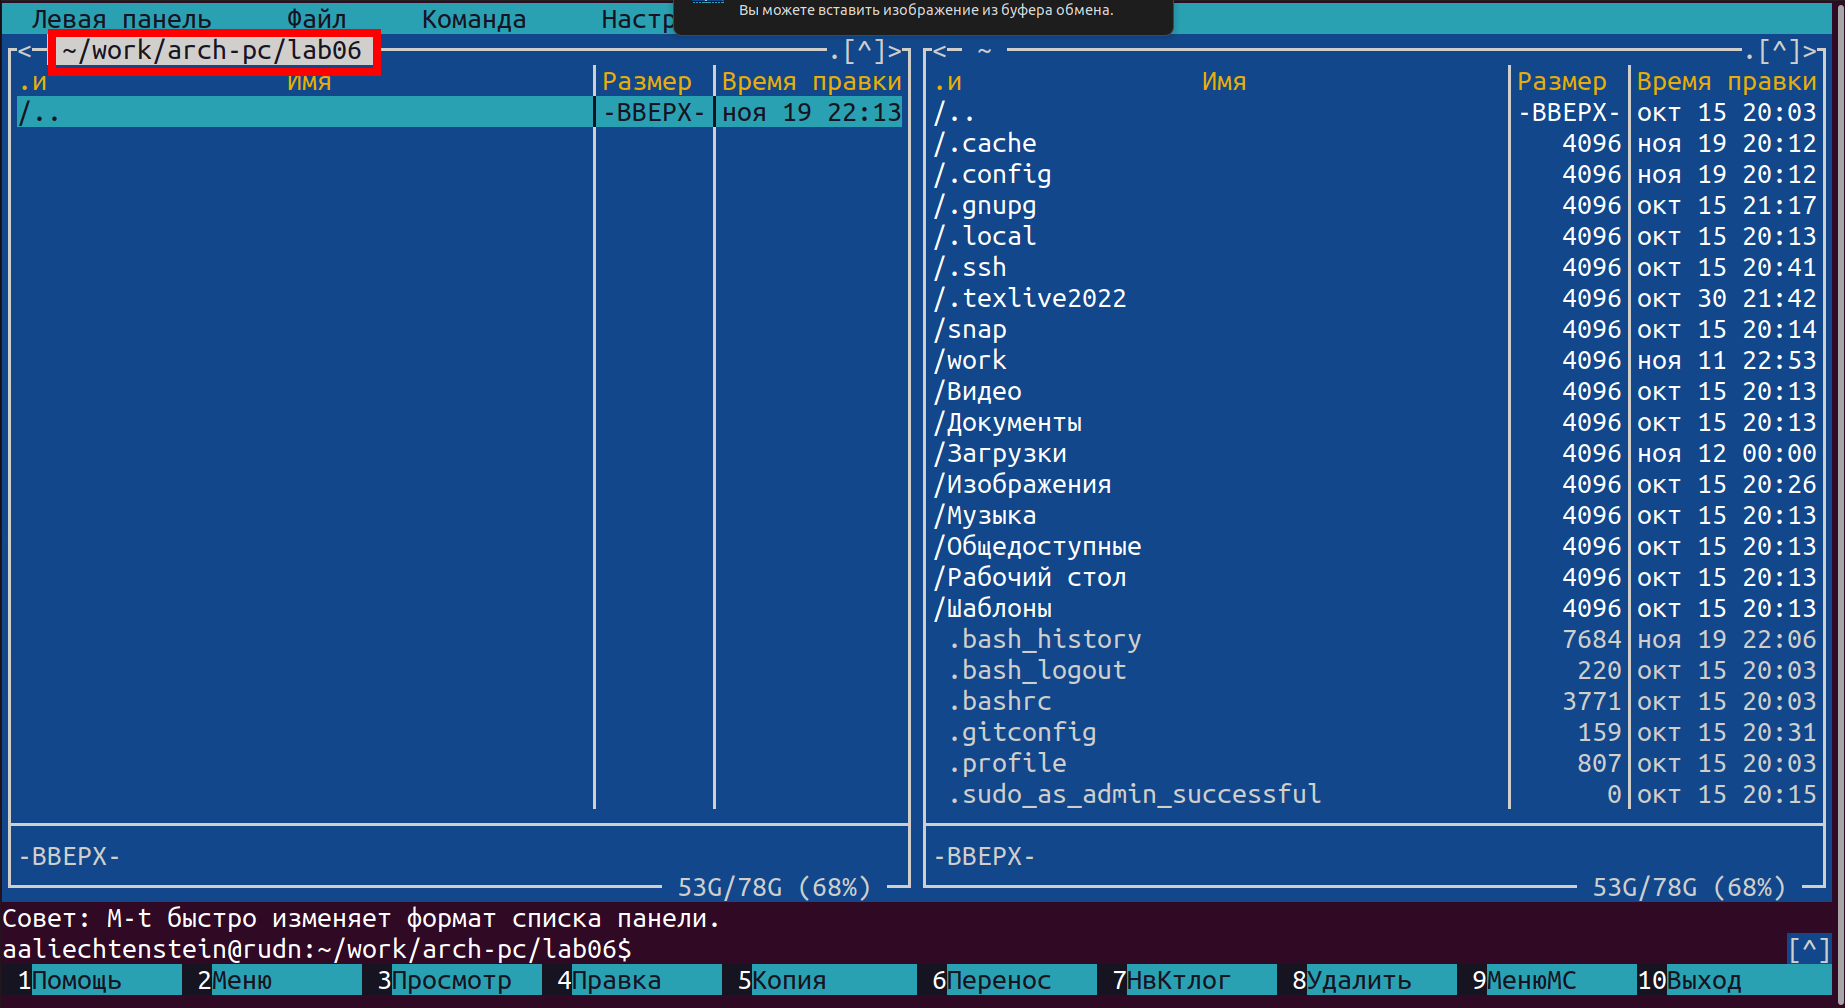 Левая панель Файл Команда
Вы можете вставить изображение из буфера обмена.
<─ ~/work/arch-pc/lab06 .[^]>
.и Имя Размер Время правки
/.. -ВВЕРХ- ноя 19 22:13
-ВВЕРХ-
53G/78G (68%)
<─ ~ .[^]>
.и Имя Размер Время правки
/.. -ВВЕРХ- окт 15 20:03
/.cache 4096 ноя 19 20:12
/.config 4096 ноя 19 20:12
/.gnupg 4096 окт 15 21:17
/.local 4096 окт 15 20:13
/.ssh 4096 окт 15 20:41
/.texlive2022 4096 окт 30 21:42
/snap 4096 окт 15 20:14
/work 4096 ноя 11 22:53
/Видео 4096 окт 15 20:13
/Документы 4096 окт 15 20:13
/Загрузки 4096 ноя 12 00:00
/Изображения 4096 окт 15 20:26
/Музыка 4096 окт 15 20:13
/Общедоступные 4096 окт 15 20:13
/Рабочий стол 4096 окт 15 20:13
/Шаблоны 4096 окт 15 20:13
.bash_history 7684 ноя 19 22:06
.bash_logout 220 окт 15 20:03
.bashrc 3771 окт 15 20:03
.gitconfig 159 окт 15 20:31
.profile 807 окт 15 20:03
.sudo_as_admin_successful 0 окт 15 20:15
-ВВЕРХ-
53G/78G (68%)
Совет: M-t быстро изменяет формат списка панели.
aaliechtenstein@rudn:~/work/arch-pc/lab06$ [^]
1Помощь 2Меню 3Просмотр 4Правка 5Копия 6Перенос 7НвКтлог 8Удалить 9МенюMC 10Выход